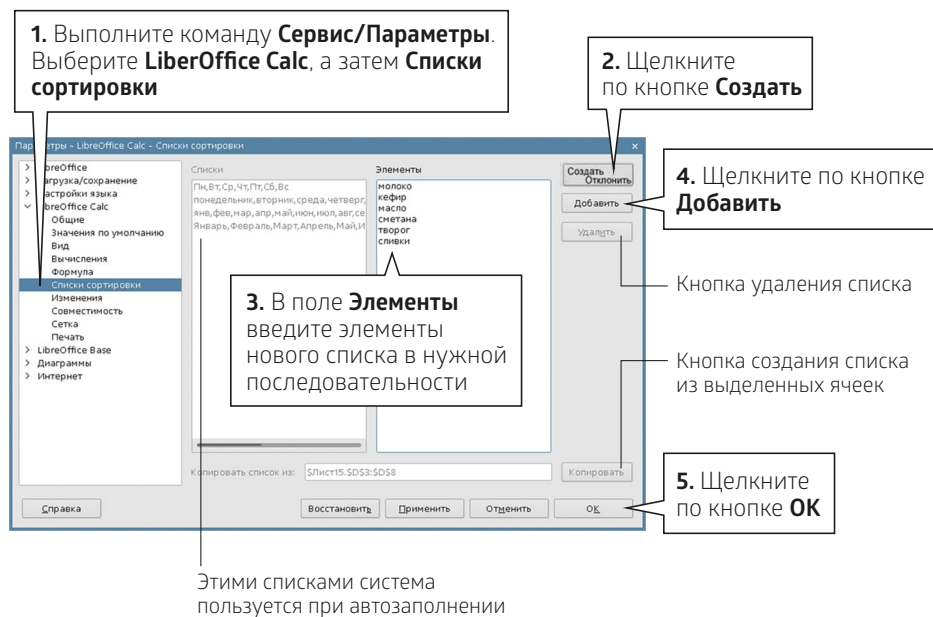 1. Выполните команду Сервис/Параметры.
Выберите LiberOffice Calc, а затем Списки
сортировки
2. Щелкните
по кнопке Создать
Параметры – LibreOffice Calc – Списки сортировки
breOffice
агрузка/сохранение
астройки языка
breOffice Calc
Общие
Значения по умолчанию
Вид
Вычисления
Формула
Списки сортировки
Изменения
Совместимость
Сетка
Печать
LibreOffice Base
Диаграммы
Интернет
Списки
Пн,Вт,Ср,Чт,Пт,Сб,Вс
понедельник,вторник,среда,четверг,
янв,фев,мар,апр,май,июн,июл,авг,се
Январь,Февраль,Март,Апрель,Май,И
Элементы
молоко
кефир
масло
сметана
творог
сливки
Создать
Отклонить
Добавить
Удалить
4. Щелкните по кнопке
Добавить
Кнопка удаления списка
3. В поле Элементы
введите элементы
нового списка в нужной
последовательности
Кнопка создания списка
из выделенных ячеек
Копировать список из:
$Лист15.$D$3:$D$8
Копировать
5. Щелкните
по кнопке OK
Справка
Восстановить
Применить
Отменить
OK
Этими списками система
пользуется при автозаполнении